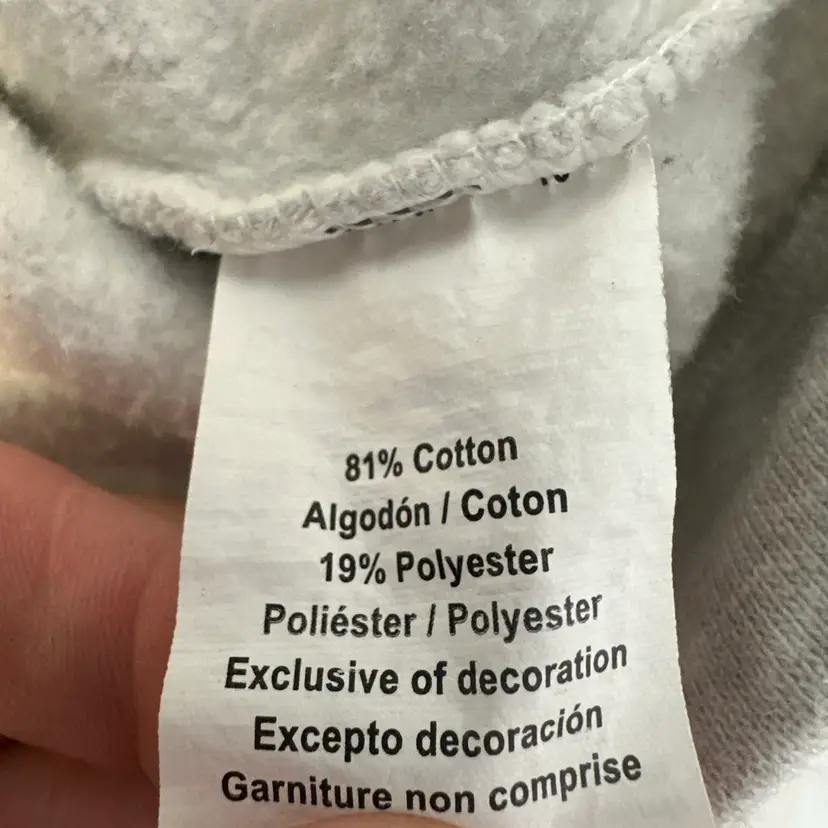 81% Cotton
Algodón / Coton
19% Polyester
Poliéster / Polyester
Exclusive of decoration
Excepto decoración
Garniture non comprise